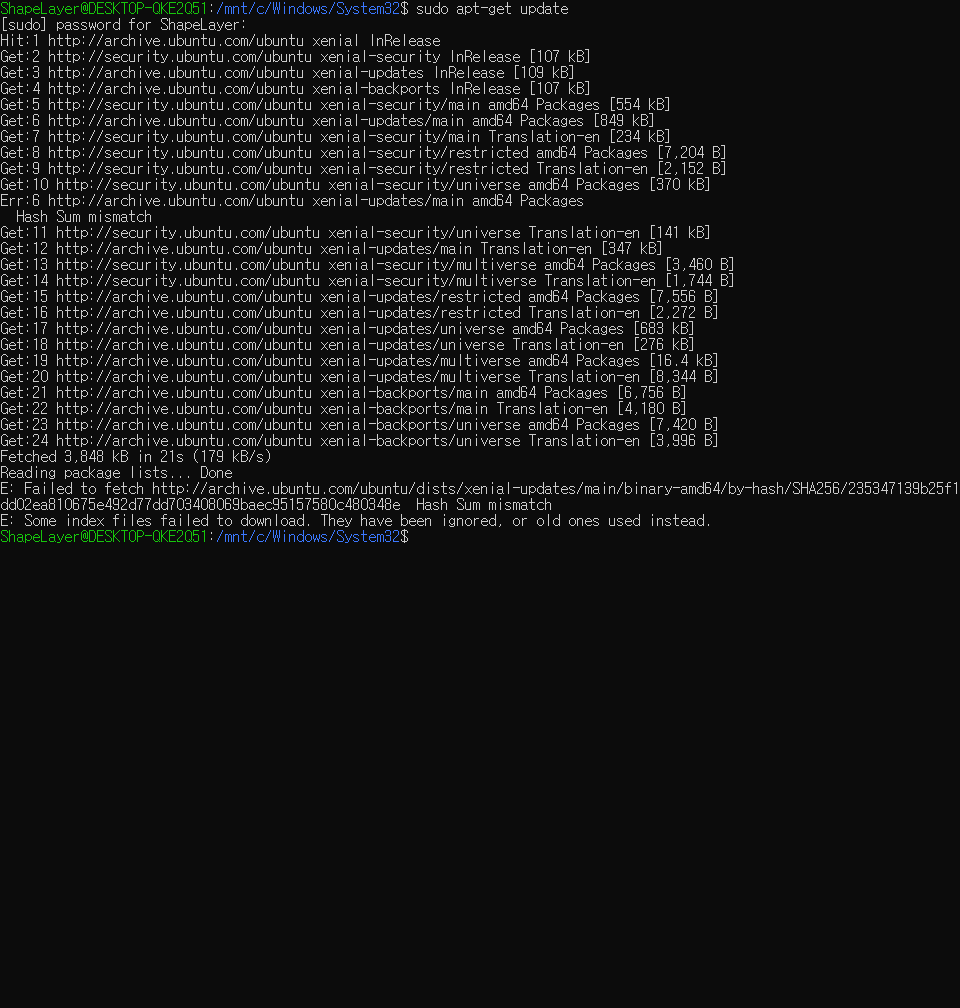 ShapeLayer@DESKTOP-QKE2Q51:/mnt/c/Windows/System32$ sudo apt-get update
[sudo] password for ShapeLayer:
Hit:1 http://archive.ubuntu.com/ubuntu xenial InRelease
Get:2 http://security.ubuntu.com/ubuntu xenial-security InRelease [107 kB]
Get:3 http://archive.ubuntu.com/ubuntu xenial-updates InRelease [109 kB]
Get:4 http://archive.ubuntu.com/ubuntu xenial-backports InRelease [107 kB]
Get:5 http://security.ubuntu.com/ubuntu xenial-security/main amd64 Packages [554 kB]
Get:6 http://archive.ubuntu.com/ubuntu xenial-updates/main amd64 Packages [849 kB]
Get:7 http://security.ubuntu.com/ubuntu xenial-security/main Translation-en [234 kB]
Get:8 http://security.ubuntu.com/ubuntu xenial-security/restricted amd64 Packages [7,204 B]
Get:9 http://security.ubuntu.com/ubuntu xenial-security/restricted Translation-en [2,152 B]
Get:10 http://security.ubuntu.com/ubuntu xenial-security/universe amd64 Packages [370 kB]
Err:6 http://archive.ubuntu.com/ubuntu xenial-updates/main amd64 Packages
  Hash Sum mismatch
Get:11 http://security.ubuntu.com/ubuntu xenial-security/universe Translation-en [141 kB]
Get:12 http://archive.ubuntu.com/ubuntu xenial-updates/main Translation-en [347 kB]
Get:13 http://security.ubuntu.com/ubuntu xenial-security/multiverse amd64 Packages [3,460 B]
Get:14 http://security.ubuntu.com/ubuntu xenial-security/multiverse Translation-en [1,744 B]
Get:15 http://archive.ubuntu.com/ubuntu xenial-updates/restricted amd64 Packages [7,556 B]
Get:16 http://archive.ubuntu.com/ubuntu xenial-updates/restricted Translation-en [2,272 B]
Get:17 http://archive.ubuntu.com/ubuntu xenial-updates/universe amd64 Packages [683 kB]
Get:18 http://archive.ubuntu.com/ubuntu xenial-updates/universe Translation-en [276 kB]
Get:19 http://archive.ubuntu.com/ubuntu xenial-updates/multiverse amd64 Packages [16.4 kB]
Get:20 http://archive.ubuntu.com/ubuntu xenial-updates/multiverse Translation-en [8,344 B]
Get:21 http://archive.ubuntu.com/ubuntu xenial-backports/main amd64 Packages [6,756 B]
Get:22 http://archive.ubuntu.com/ubuntu xenial-backports/main Translation-en [4,180 B]
Get:23 http://archive.ubuntu.com/ubuntu xenial-backports/universe amd64 Packages [7,420 B]
Get:24 http://archive.ubuntu.com/ubuntu xenial-backports/universe Translation-en [3,996 B]
Fetched 3,848 kB in 21s (179 kB/s)
Reading package lists... Done
E: Failed to fetch http://archive.ubuntu.com/ubuntu/dists/xenial-updates/main/binary-amd64/by-hash/SHA256/235347139b25f1
dd02ea810675e492d77dd703408069baec95157580c480348e  Hash Sum mismatch
E: Some index files failed to download. They have been ignored, or old ones used instead.
ShapeLayer@DESKTOP-QKE2Q51:/mnt/c/Windows/System32$